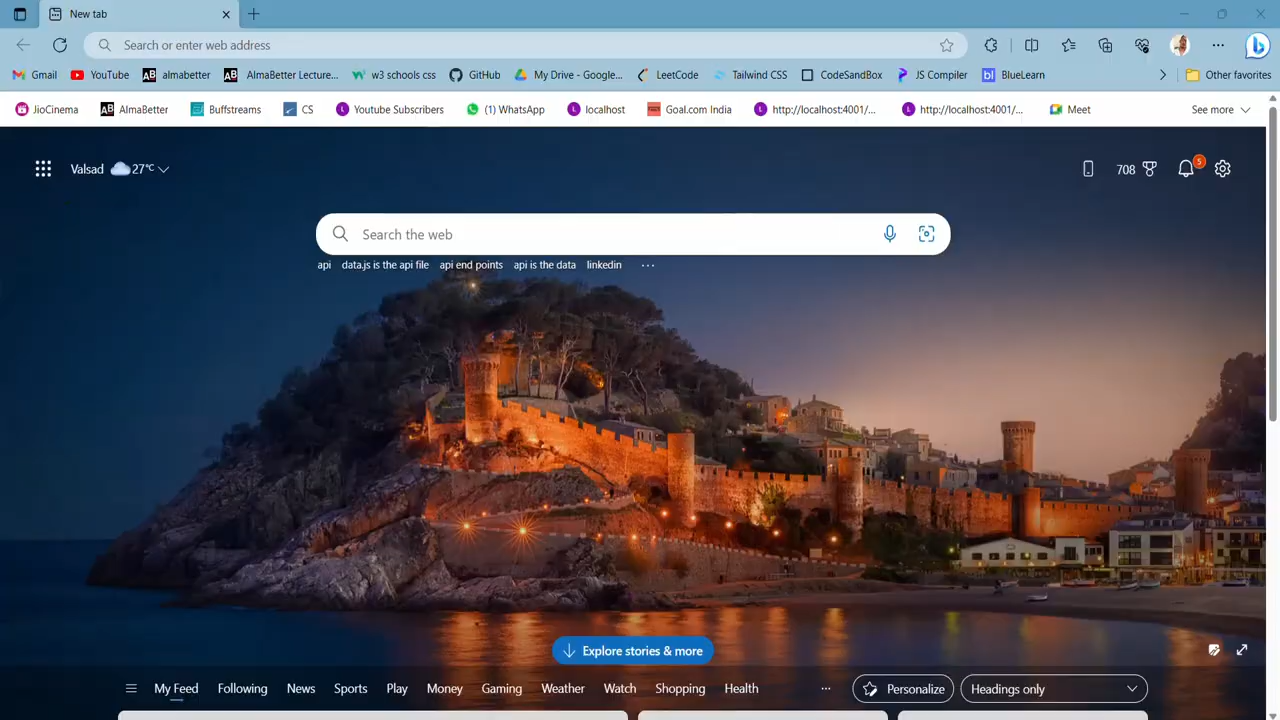 New tab
Search or enter web address
Gmail YouTube almabetter AlmaBetter Lecture... w3 schools css GitHub My Drive - Google... LeetCode Tailwind CSS CodeSandBox JS Compiler BlueLearn Other favorites
JioCinema AlmaBetter Buffstreams CS Youtube Subscribers (1) WhatsApp localhost Goal.com India http://localhost:4001/... http://localhost:4001/... Meet See more
Valsad 27°C 708 5
Search the web
api data.js is the api file api end points api is the data linkedin ...
Explore stories & more
My Feed Following News Sports Play Money Gaming Weather Watch Shopping Health ... Personalize Headings only